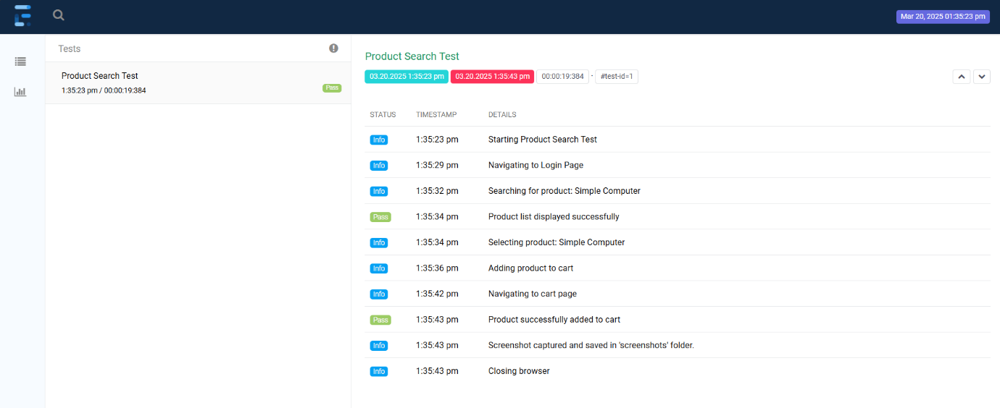 Mar 20, 2025 01:35:23 pm
Tests
Product Search Test
1:35:23 pm / 00:00:19:384
Pass
Product Search Test
03.20.2025 1:35:23 pm 03.20.2025 1:35:43 pm 00:00:19:384 · #test-id=1
STATUS TIMESTAMP DETAILS
Info 1:35:23 pm Starting Product Search Test
Info 1:35:29 pm Navigating to Login Page
Info 1:35:32 pm Searching for product: Simple Computer
Pass 1:35:34 pm Product list displayed successfully
Info 1:35:34 pm Selecting product: Simple Computer
Info 1:35:36 pm Adding product to cart
Info 1:35:42 pm Navigating to cart page
Pass 1:35:43 pm Product successfully added to cart
Info 1:35:43 pm Screenshot captured and saved in 'screenshots' folder.
Info 1:35:43 pm Closing browser